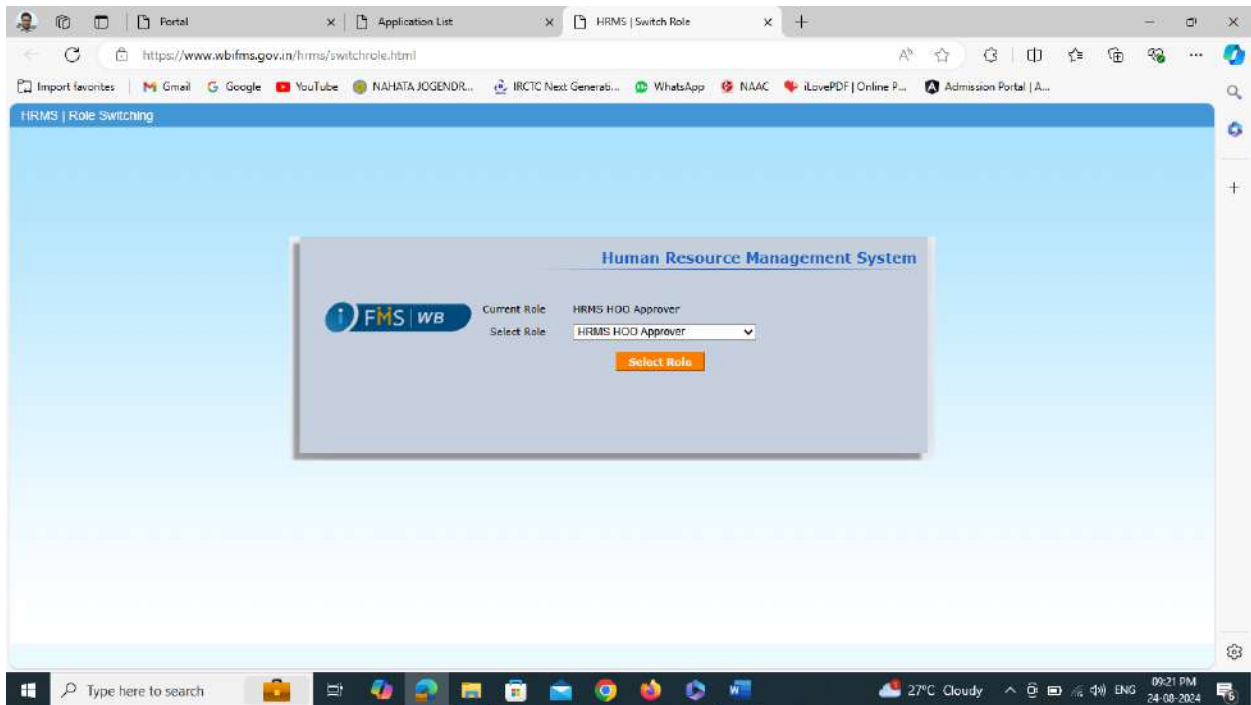 Portal
Application List
HRMS | Switch Role
https://www.wbifms.gov.in/hrms/switchrole.html
Import favorites
Gmail
Google
YouTube
NAHATA JOGENDR...
IRCTC Next Generati...
WhatsApp
NAAC
iLovePDF | Online P...
Admission Portal | A...
HRMS | Role Switching
Human Resource Management System
i FMS | WB
Current Role HRMS HOO Approver
Select Role HRMS HOO Approver
Select Role
Type here to search
27°C Cloudy
ENG
09:21 PM
24-08-2024
6